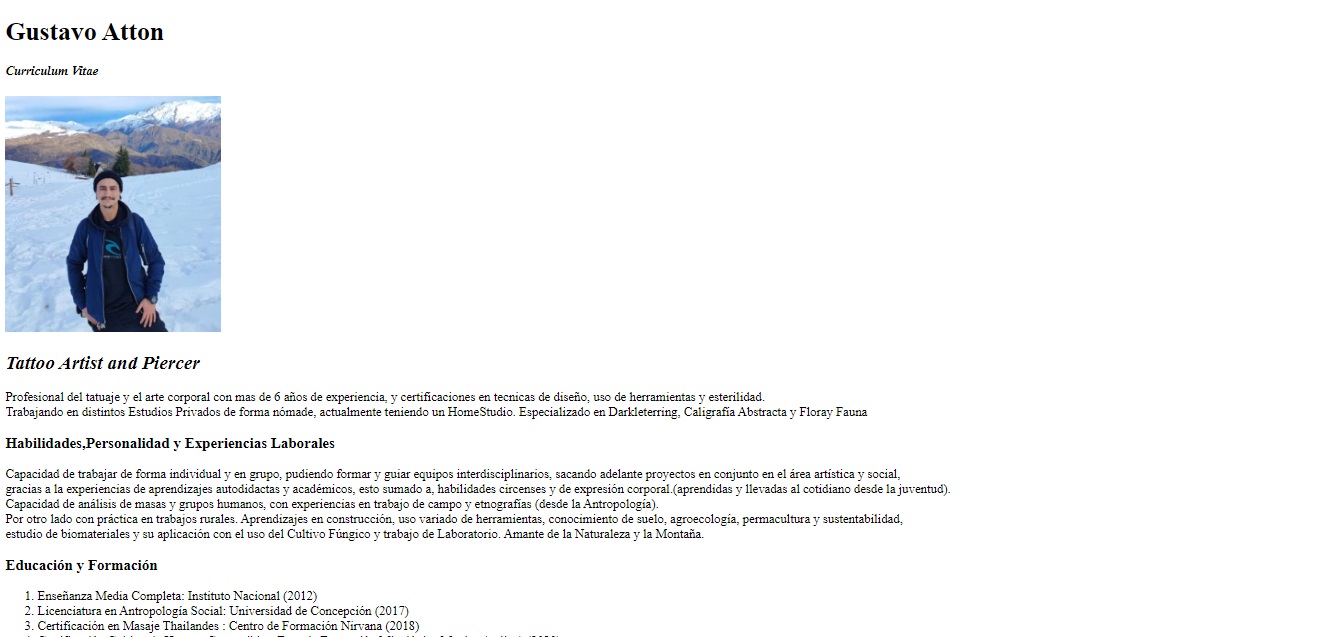 Gustavo Atton
Curriculum Vitae
Tattoo Artist and Piercer
Profesional del tatuaje y el arte corporal con mas de 6 años de experiencia, y certificaciones en tecnicas de diseño, uso de herramientas y esterilidad.
Trabajando en distintos Estudios Privados de forma nómade, actualmente teniendo un HomeStudio. Especializado en Darkleterring, Caligrafía Abstracta y Floray Fauna
Habilidades,Personalidad y Experiencias Laborales
Capacidad de trabajar de forma individual y en grupo, pudiendo formar y guiar equipos interdisciplinarios, sacando adelante proyectos en conjunto en el área artística y social,
gracias a la experiencias de aprendizajes autodidactas y académicos, esto sumado a, habilidades circenses y de expresión corporal.(aprendidas y llevadas al cotidiano desde la juventud).
Capacidad de análisis de masas y grupos humanos, con experiencias en trabajo de campo y etnografías (desde la Antropología).
Por otro lado con práctica en trabajos rurales. Aprendizajes en construcción, uso variado de herramientas, conocimiento de suelo, agroecología, permacultura y sustentabilidad,
estudio de biomateriales y su aplicación con el uso del Cultivo Fúngico y trabajo de Laboratorio. Amante de la Naturaleza y la Montaña.
Educación y Formación
1. Enseñanza Media Completa: Instituto Nacional (2012)
2. Licenciatura en Antropología Social: Universidad de Concepción (2017)
3. Certificación en Masaje Thailandes : Centro de Formación Nirvana (2018)